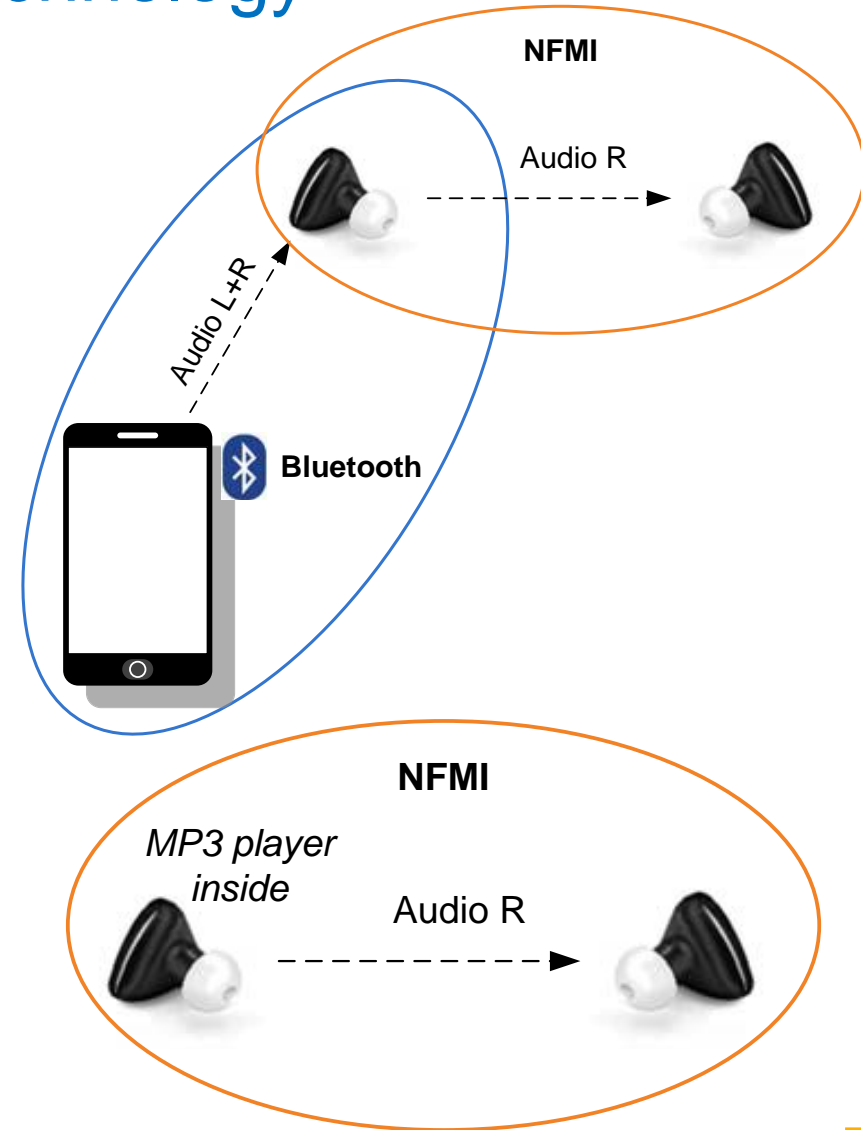 NFMI
Audio R
Audio L+R
Bluetooth
NFMI
MP3 player
inside
Audio R